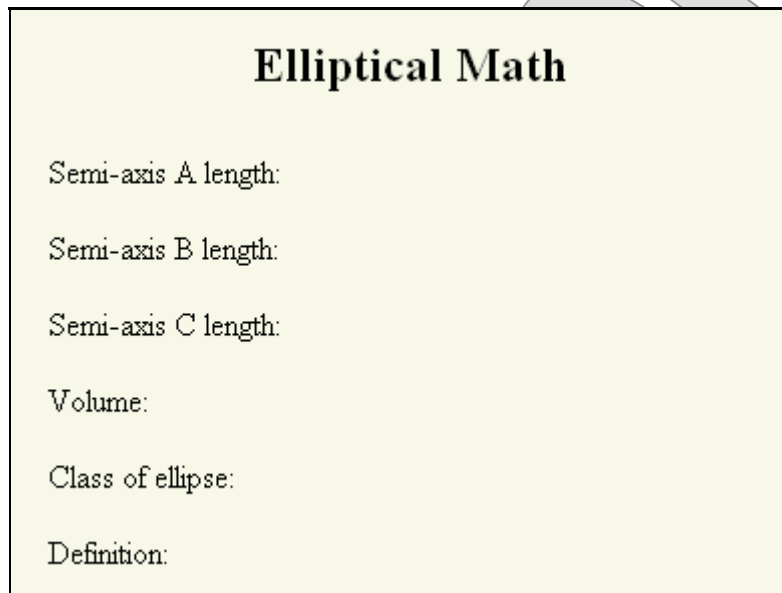 Elliptical Math
Semi-axis A length:
Semi-axis B length:
Semi-axis C length:
Volume:
Class of ellipse:
Definition: